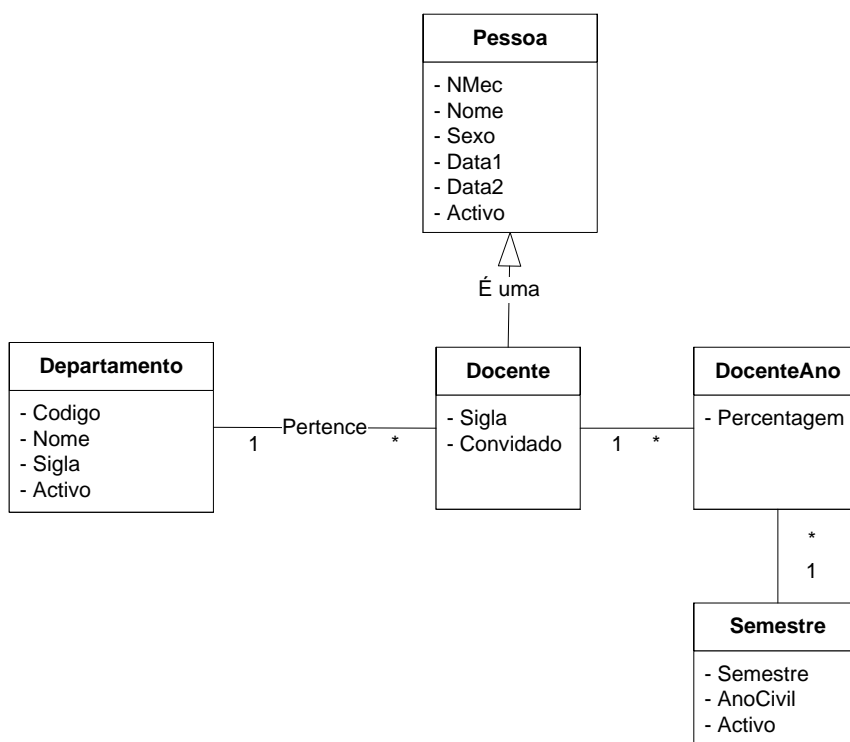 Pessoa
- NMec
- Nome
- Sexo
- Data1
- Data2
- Activo
É uma
Departamento
- Codigo
- Nome
- Sigla
- Activo
1
Pertence
*
Docente
- Sigla
- Convidado
1
*
DocenteAno
- Percentagem
*
1
Semestre
- Semestre
- AnoCivil
- Activo